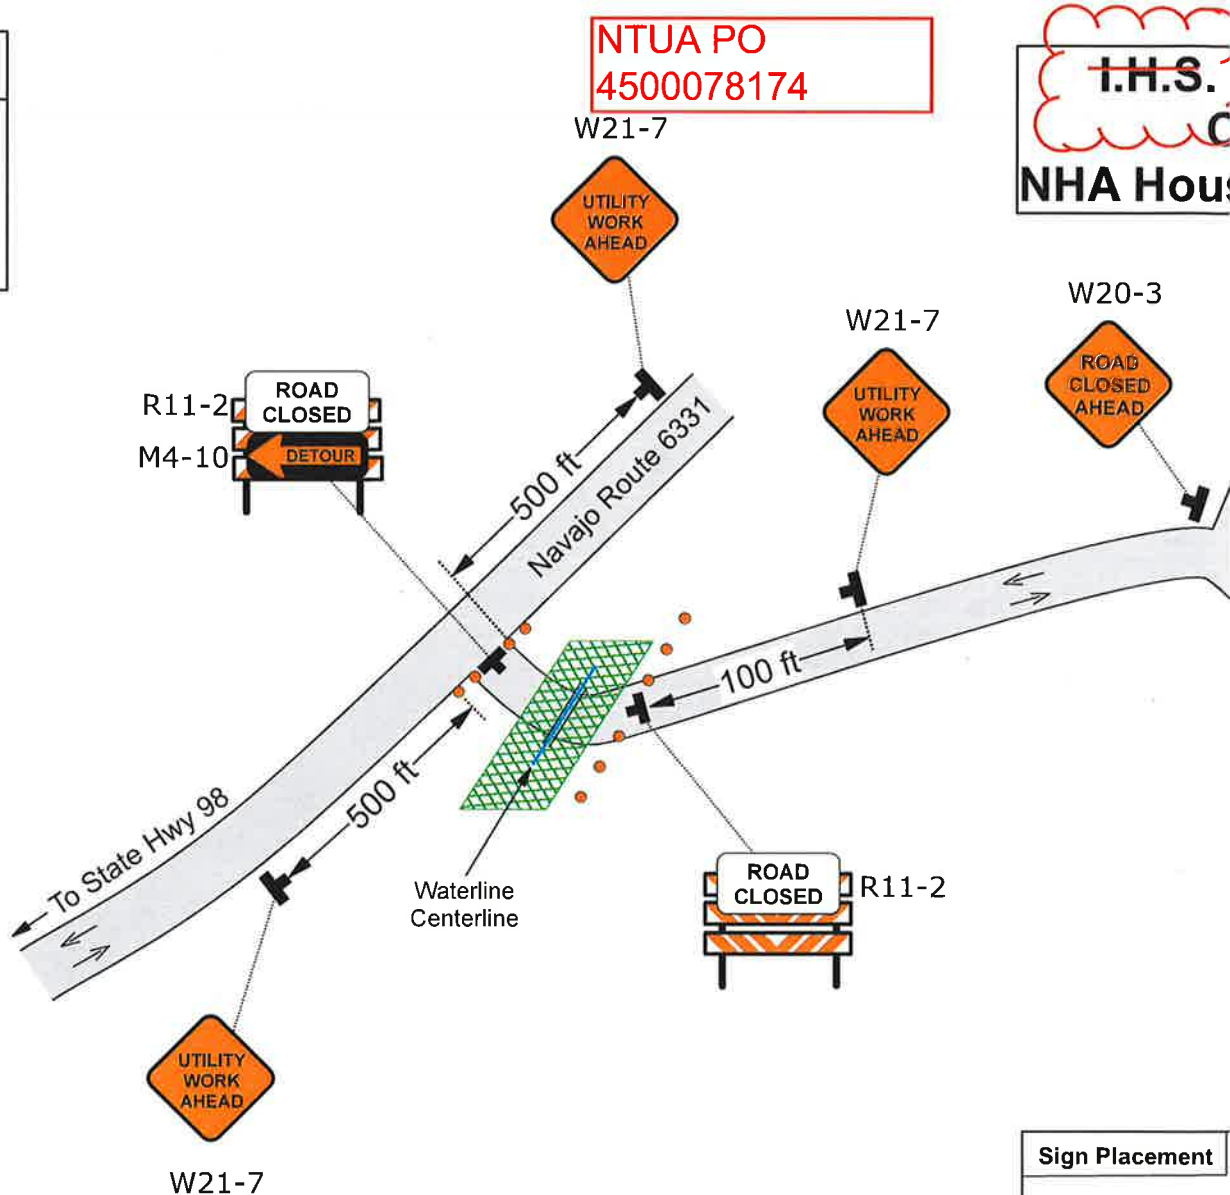 NTUA PO
4500078174
I.H.S.
NHA
W21-7
UTILITY
WORK
AHEAD
W20-3
ROAD
CLOSED
AHEAD
W21-7
UTILITY
WORK
AHEAD
R11-2
ROAD
CLOSED
M4-10
DETOUR
500 ft
Navajo Route 6331
100 ft
500 ft
To State Hwy 98
Waterline
Centerline
ROAD
CLOSED
R11-2
UTILITY
WORK
AHEAD
W21-7
Sign Placement